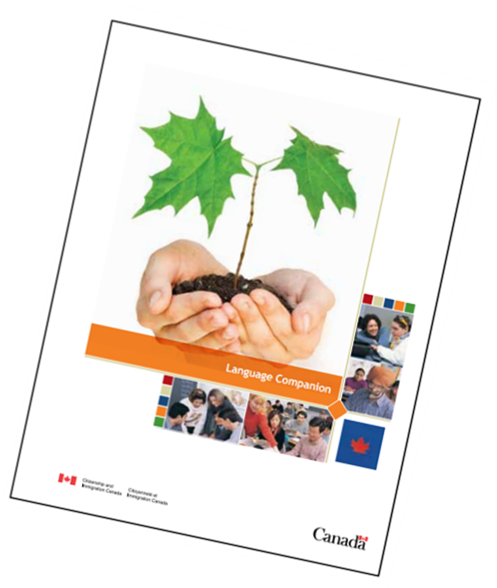 Language Companion
Citizenship and
Immigration Canada
Citoyenneté et
Immigration Canada
Canada